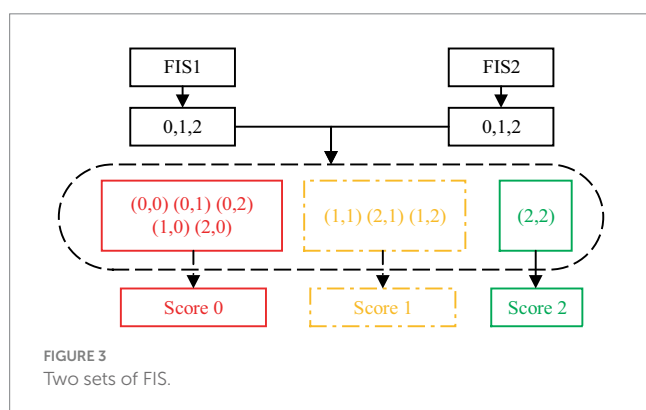 FIS1 FIS2
0,1,2 0,1,2
(0,0) (0,1) (0,2)
(1,0) (2,0)
(1,1) (2,1) (1,2)
(2,2)
Score 0 Score 1 Score 2
FIGURE 3
Two sets of FIS.